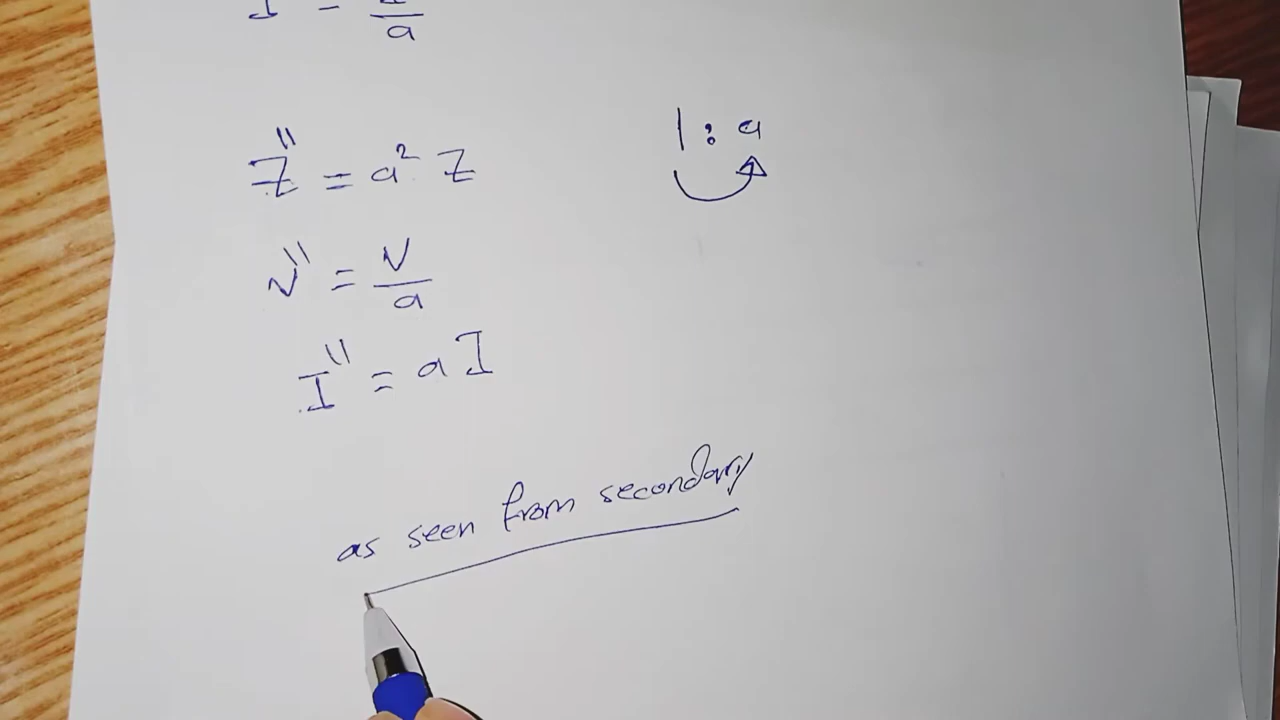 I = I/a
1 : a
Z'' = a² Z
V'' = V/a
I'' = a I
as seen from secondary